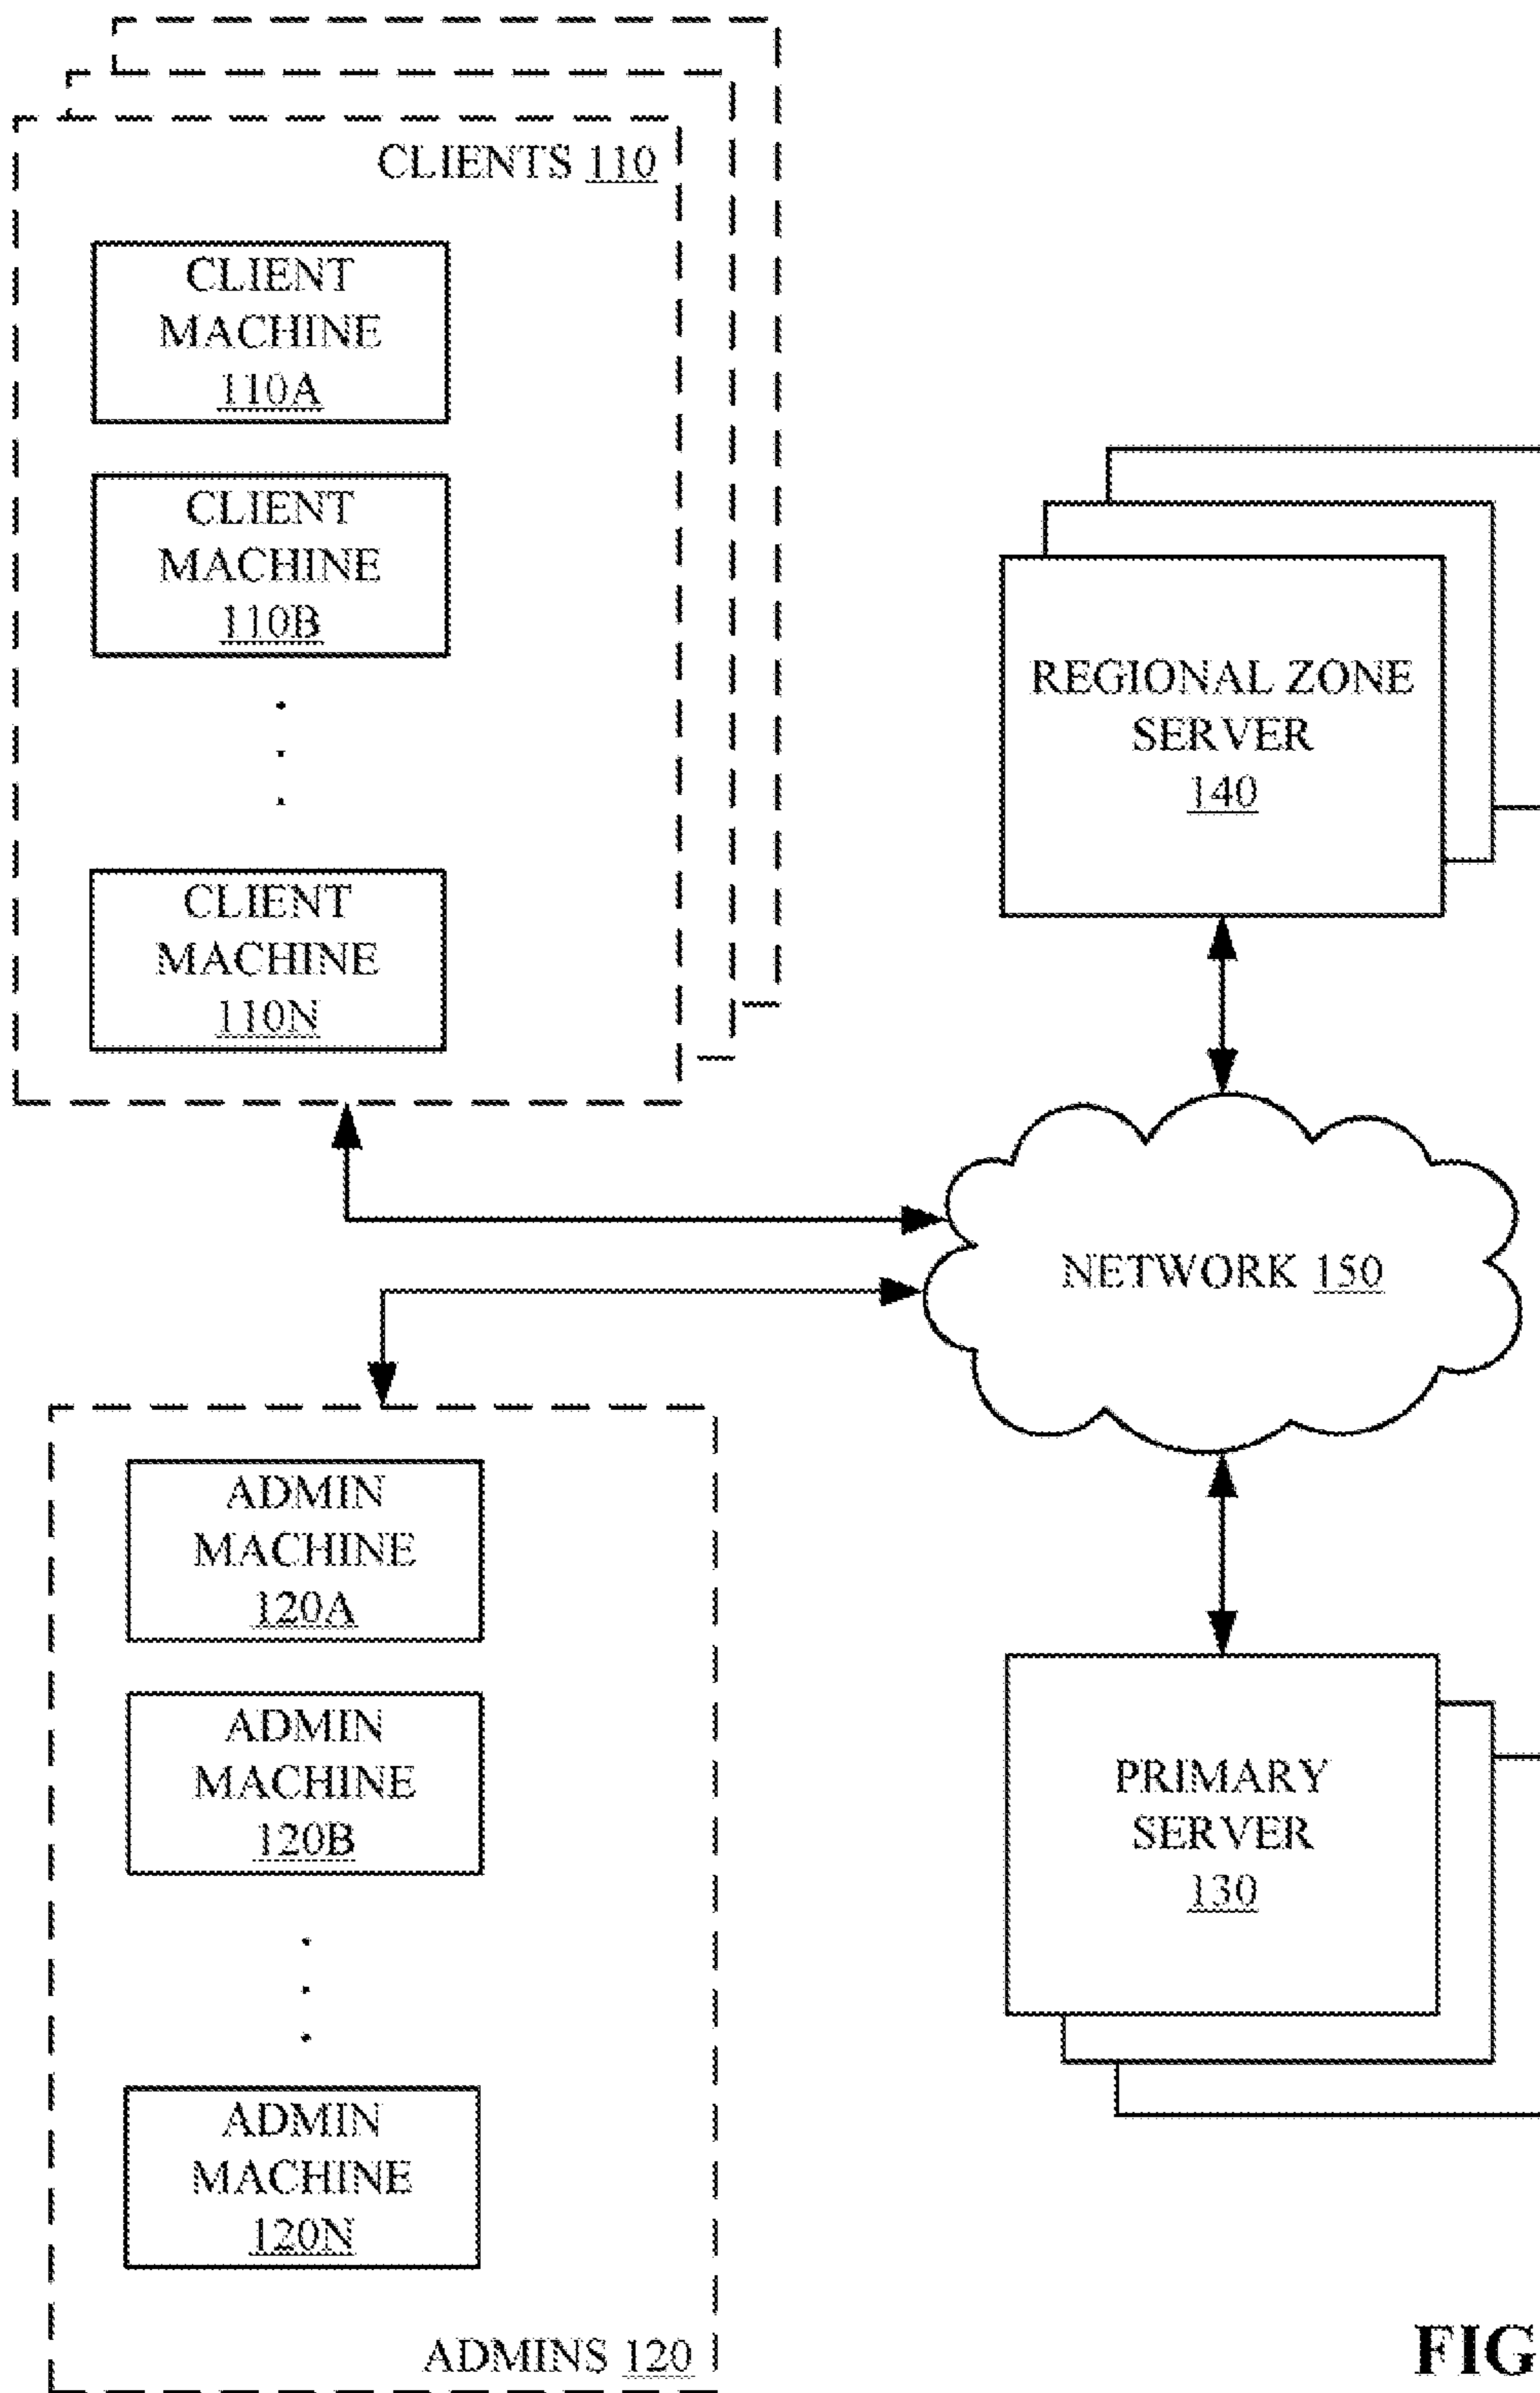 CLIENTS 110
CLIENT
MACHINE
110A
CLIENT
MACHINE
110B
CLIENT
MACHINE
110N
REGIONAL ZONE
SERVER
140
NETWORK 150
ADMIN
MACHINE
120A
ADMIN
MACHINE
120B
ADMIN
MACHINE
120N
ADMINS 120
PRIMARY
SERVER
130
FIG